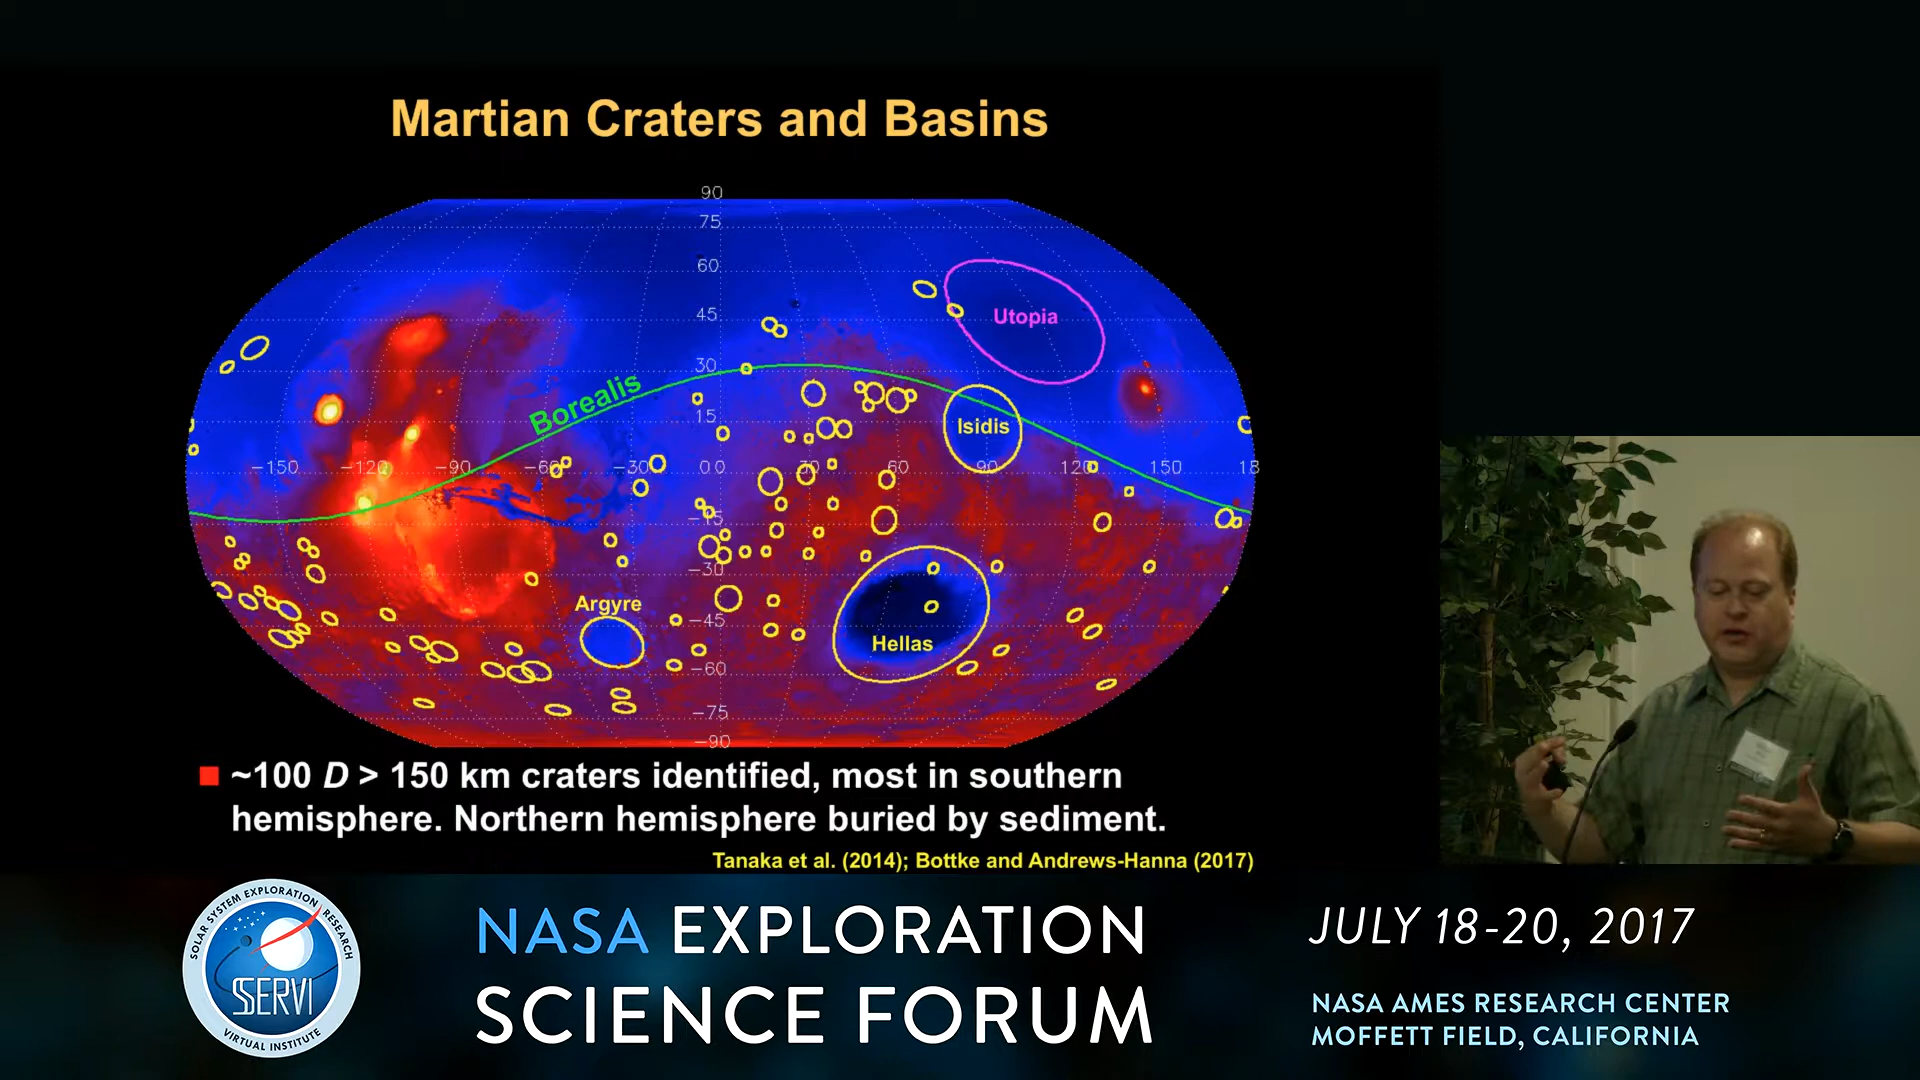 Martian Craters and Basins
90
75
60
45
30
15
-150 -120 -90 -60 -30 0 0 30 60 90 120 150 18
-15
-30
-45
-60
-75
-90
Utopia
Borealis
Isidis
Argyre
Hellas
~100 D > 150 km craters identified, most in southern
hemisphere. Northern hemisphere buried by sediment.
Tanaka et al. (2014); Bottke and Andrews-Hanna (2017)
SOLAR SYSTEM EXPLORATION RESEARCH
SSERVI
VIRTUAL INSTITUTE
NASA EXPLORATION
SCIENCE FORUM
JULY 18-20, 2017
NASA AMES RESEARCH CENTER
MOFFETT FIELD, CALIFORNIA